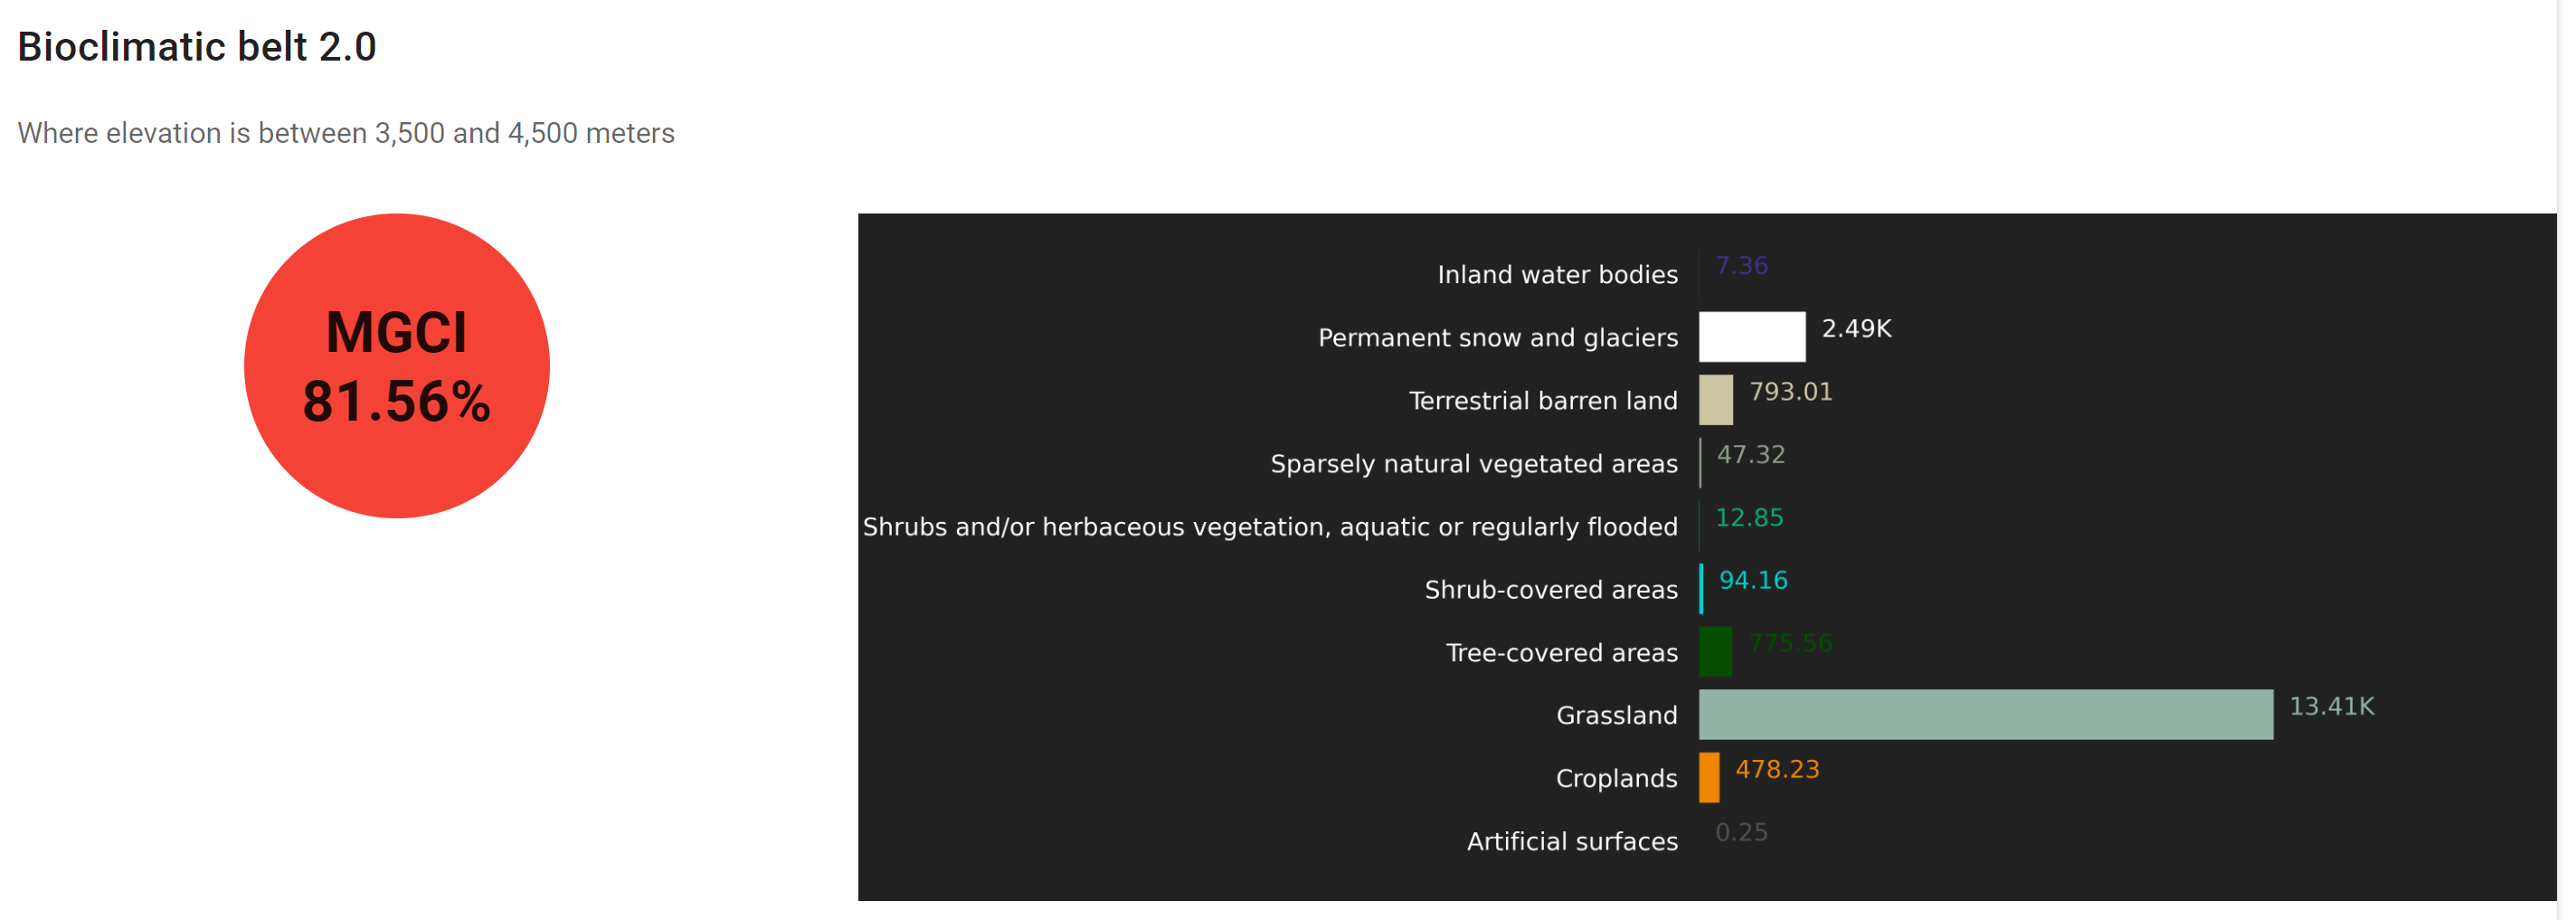 Bioclimatic belt 2.0
Where elevation is between 3,500 and 4,500 meters
MGCI
81.56%
Inland water bodies 7.36
Permanent snow and glaciers 2.49K
Terrestrial barren land 793.01
Sparsely natural vegetated areas 47.32
Shrubs and/or herbaceous vegetation, aquatic or regularly flooded 12.85
Shrub-covered areas 94.16
Tree-covered areas 775.56
Grassland 13.41K
Croplands 478.23
Artificial surfaces 0.25